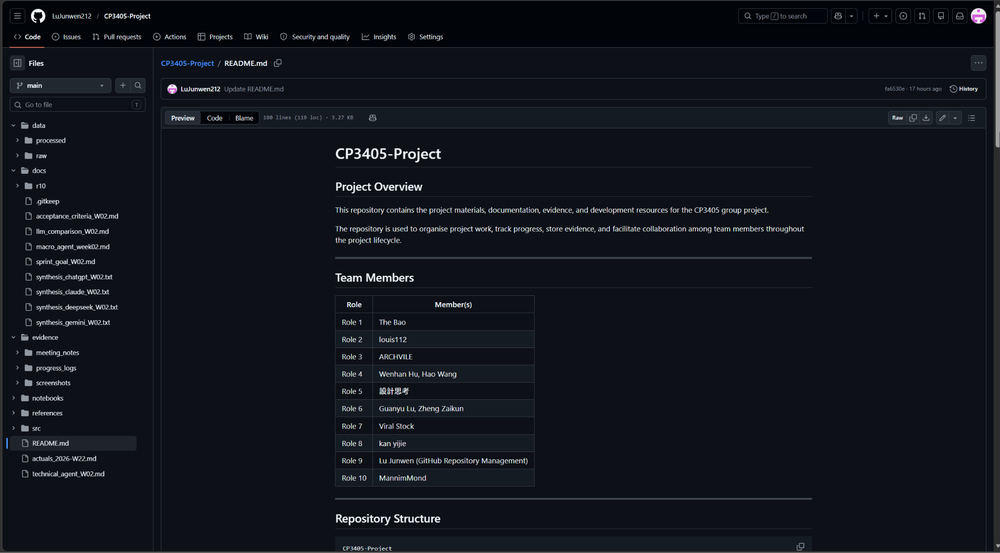 LuJunwen212 / CP3405-Project
Type / to search
Code
Issues
Pull requests
Actions
Projects
Wiki
Security and quality
Insights
Settings
Files
main
Go to file
T
data
processed
raw
docs
r10
.gitkeep
acceptance_criteria_W02.md
llm_comparison_W02.md
macro_agent_week02.md
sprint_goal_W02.md
synthesis_chatgpt_W02.txt
synthesis_claude_W02.txt
synthesis_deepseek_W02.txt
synthesis_gemini_W02.txt
evidence
meeting_notes
progress_logs
screenshots
notebooks
references
src
README.md
actuals_2026-W22.md
technical_agent_W02.md
CP3405-Project / README.md
LuJunwen212 Update README.md
fa6530e · 17 hours ago
History
Preview
Code
Blame
180 lines (119 loc) · 3.27 KB
Raw
CP3405-Project
Project Overview
This repository contains the project materials, documentation, evidence, and development resources for the CP3405 group project.
The repository is used to organise project work, track progress, store evidence, and facilitate collaboration among team members throughout
the project lifecycle.
Team Members
Role Member(s)
Role 1 The Bao
Role 2 louis112
Role 3 ARCHVILE
Role 4 Wenhan Hu, Hao Wang
Role 5 設計思考
Role 6 Guanyu Lu, Zheng Zaikun
Role 7 Viral Stock
Role 8 kan yijie
Role 9 Lu Junwen (GitHub Repository Management)
Role 10 MannimMond
Repository Structure
CP3405-Project